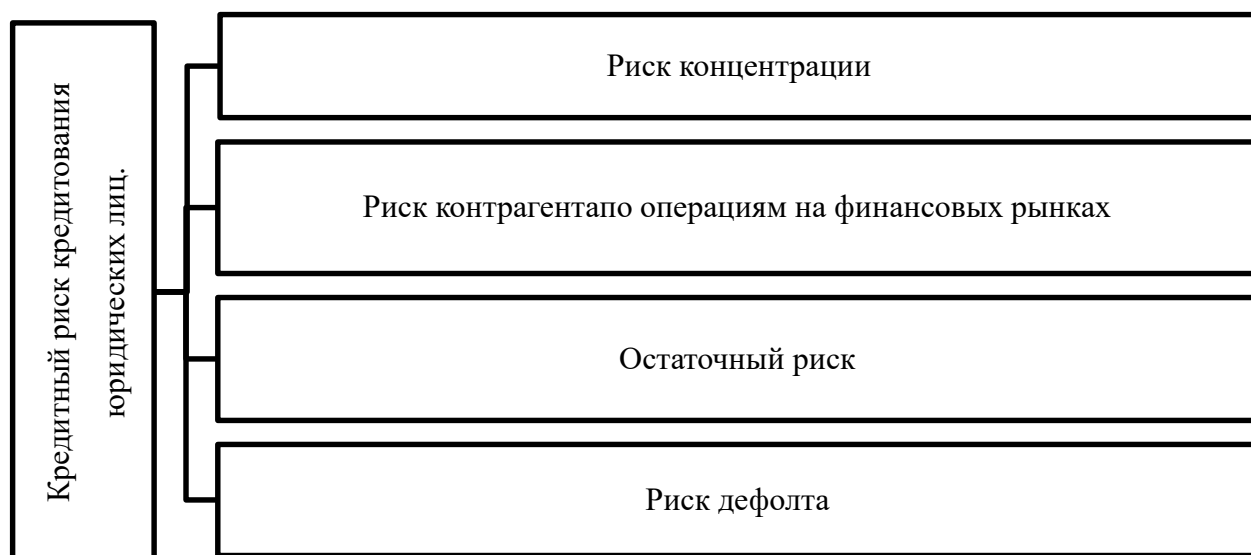 Кредитный риск кредитования
юридических лиц.
Риск концентрации
Риск контрагентапо операциям на финансовых рынках
Остаточный риск
Риск дефолта